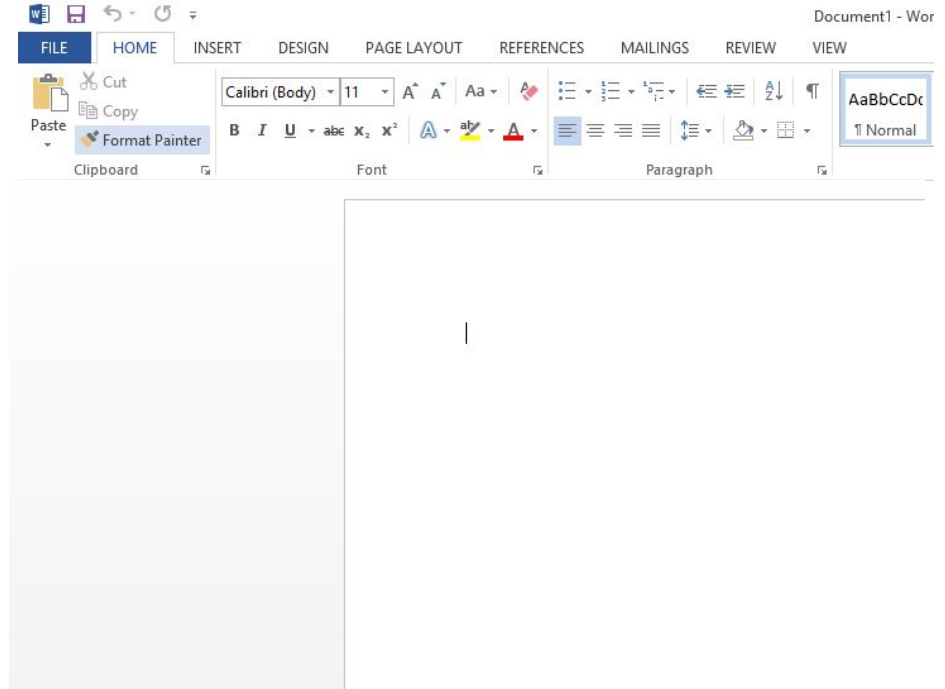 Document1 - Wor
FILE HOME INSERT DESIGN PAGE LAYOUT REFERENCES MAILINGS REVIEW VIEW
Cut
Copy
Format Painter
Paste
Calibri (Body) 11 A A Aa
B I U abc X₂ X² A aby A
AaBbCcDc
¶ Normal
Clipboard Font Paragraph